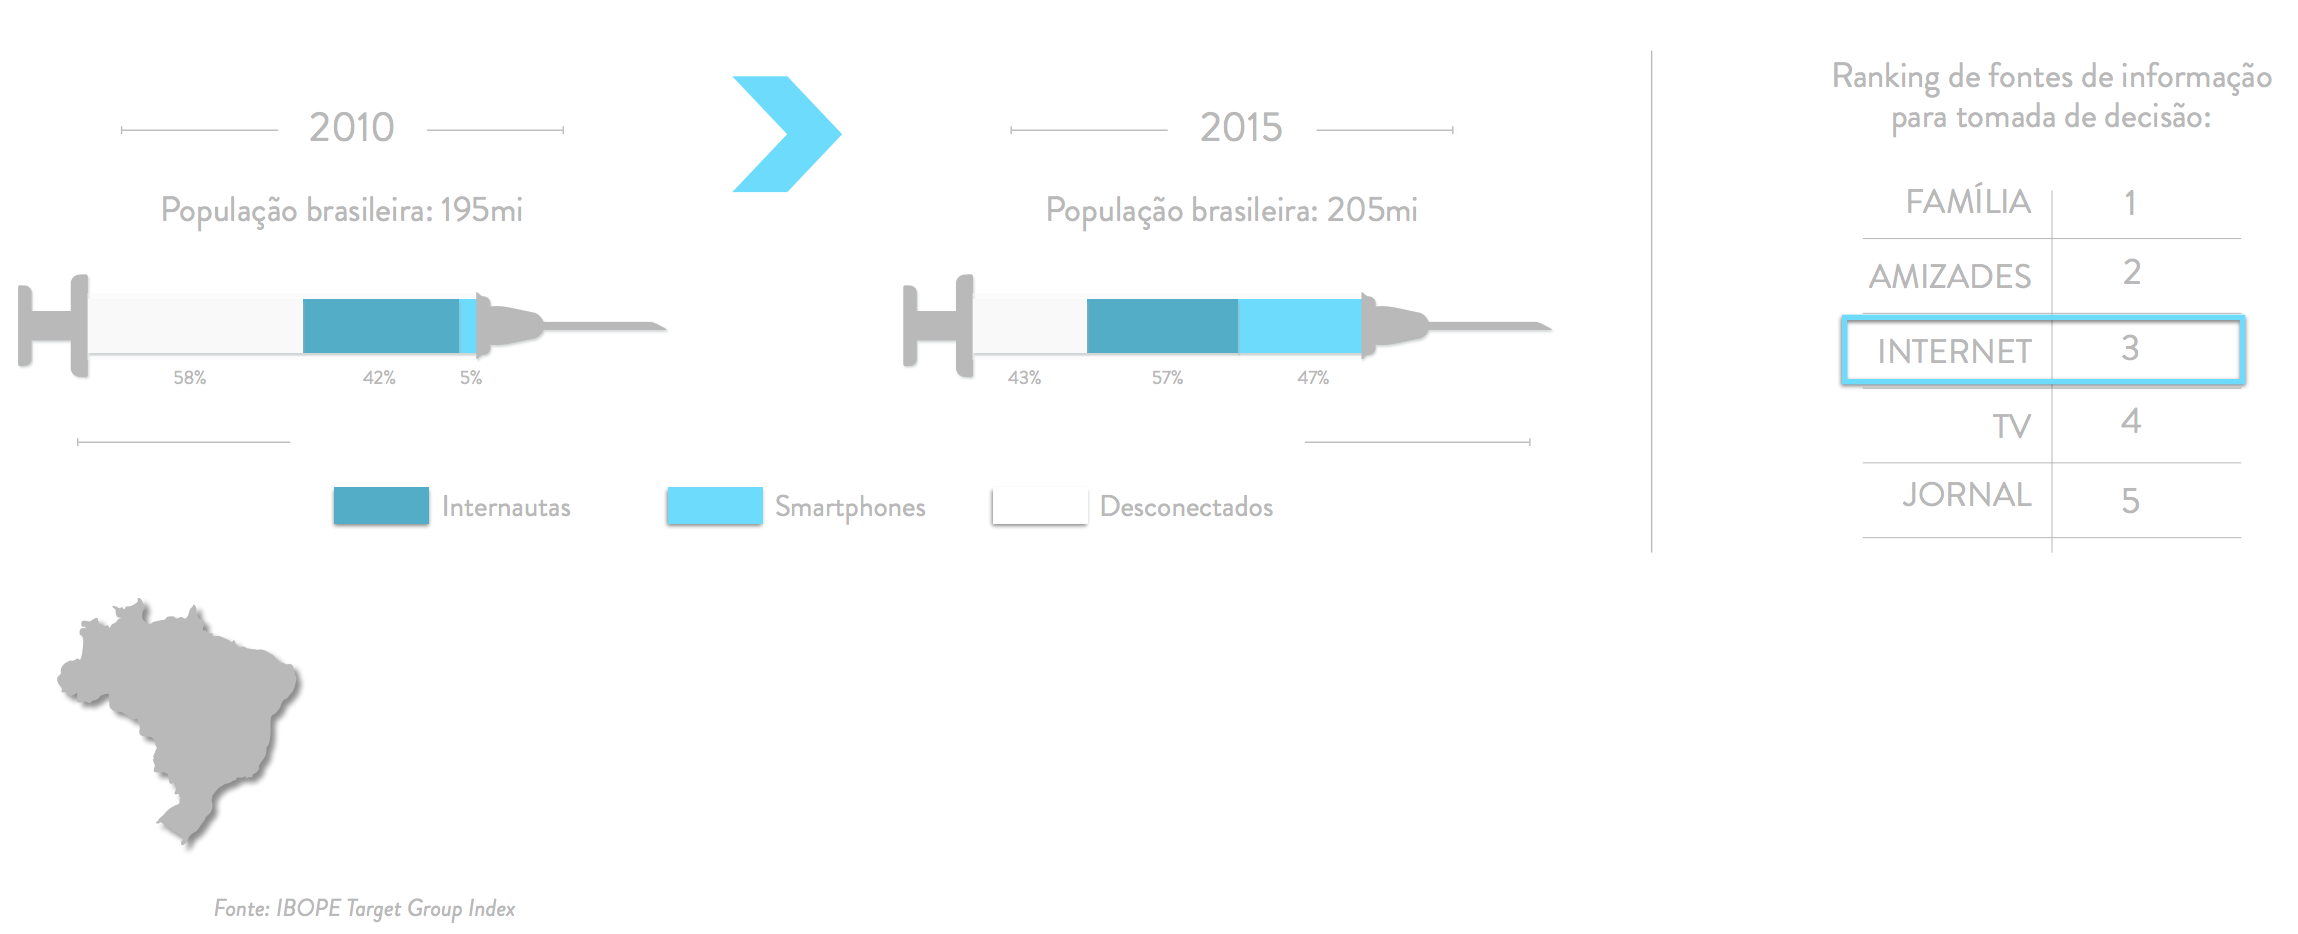 2010
População brasileira: 195mi
58%
42%
5%
2015
População brasileira: 205mi
43%
57%
47%
Internautas
Smartphones
Desconectados
Ranking de fontes de informação
para tomada de decisão:
FAMÍLIA 1
AMIZADES 2
INTERNET 3
TV 4
JORNAL 5
Fonte: IBOPE Target Group Index